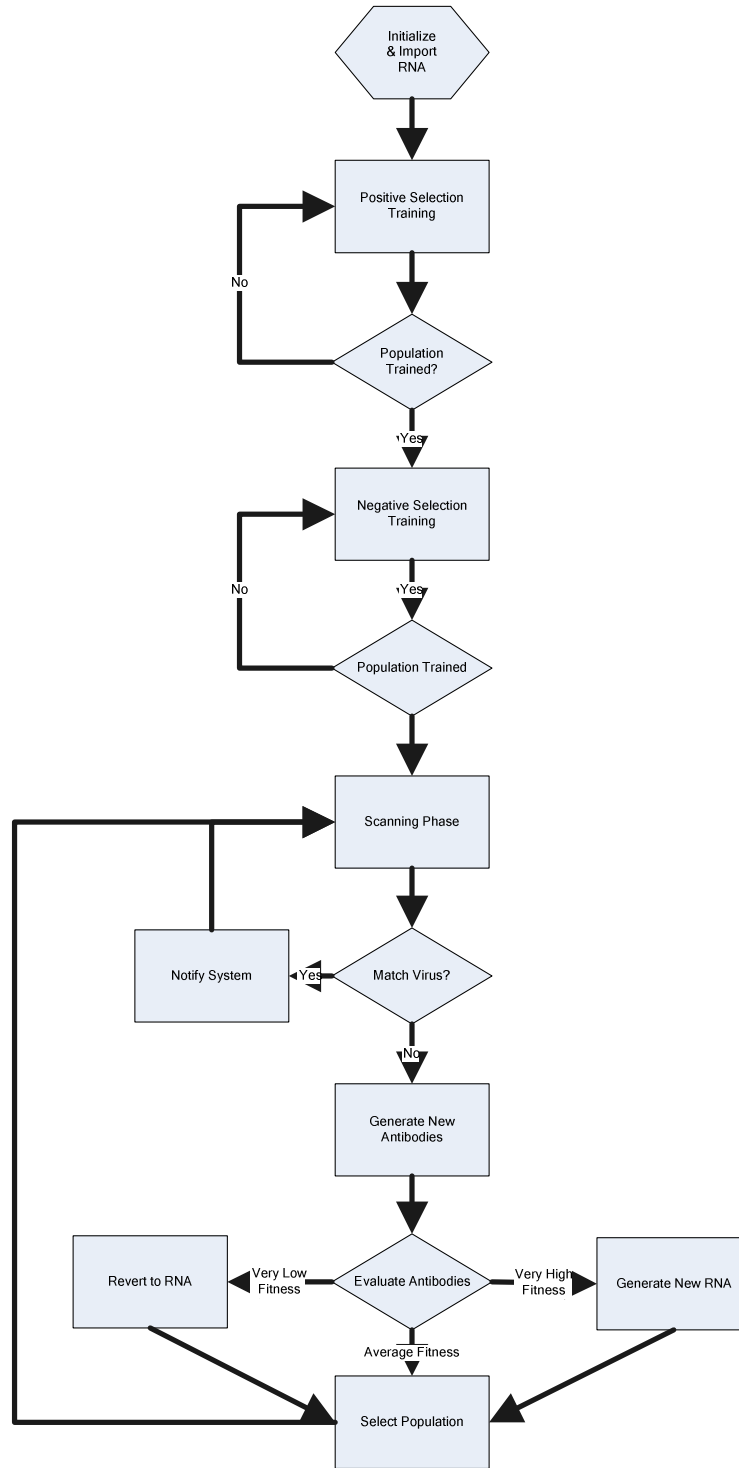 Initialize
& Import
RNA
Positive Selection
Training
No
Population
Trained?
Yes
Negative Selection
Training
No
Yes
Population Trained
Scanning Phase
Notify System
Yes
Match Virus?
No
Generate New
Antibodies
Revert to RNA
Very Low
Fitness
Evaluate Antibodies
Very High
Fitness
Generate New RNA
Average Fitness
Select Population